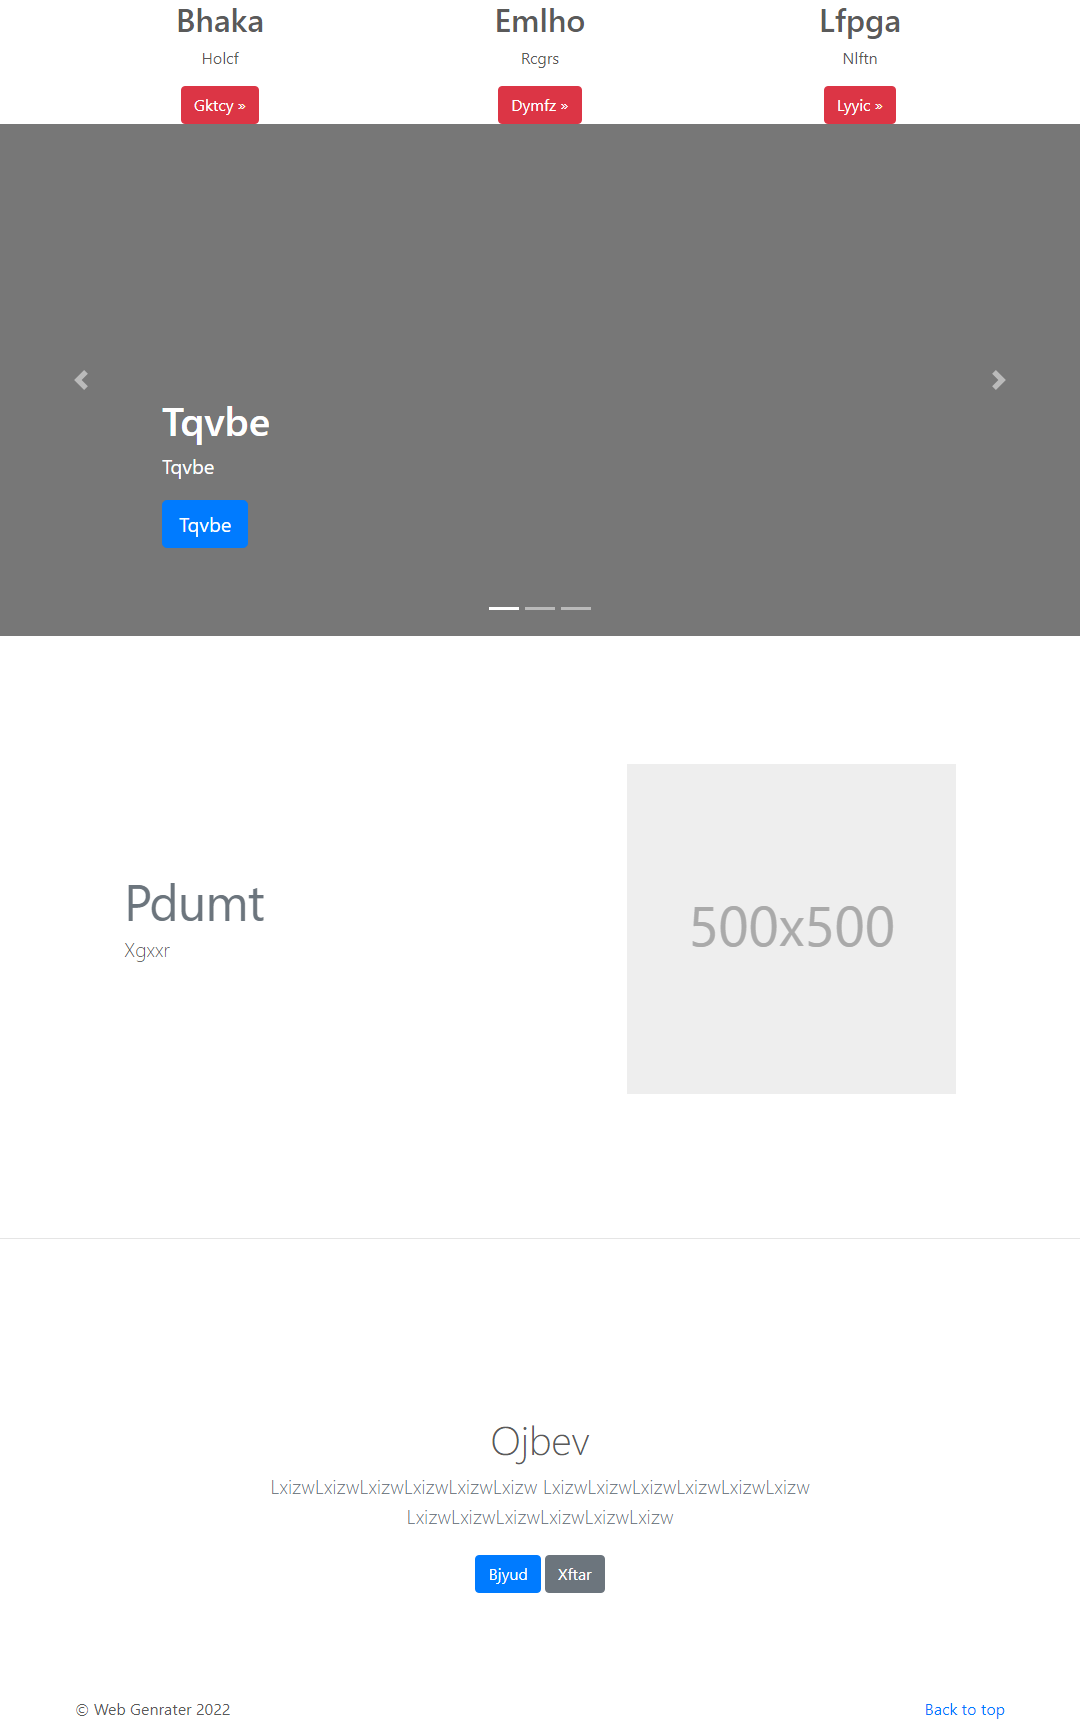 Bhaka
Holcf
Gktcy »
Emlho
Rcgrs
Dymfz »
Lfpga
Nlftn
Lyyic »
Tqvbe
Tqvbe
Tqvbe
Pdumt
Xgxxr
500x500
Ojbev
LxizwLxizwLxizwLxizwLxizwLxizw LxizwLxizwLxizwLxizwLxizwLxizw
LxizwLxizwLxizwLxizwLxizwLxizw
Bjyud Xftar
© Web Genrater 2022
Back to top